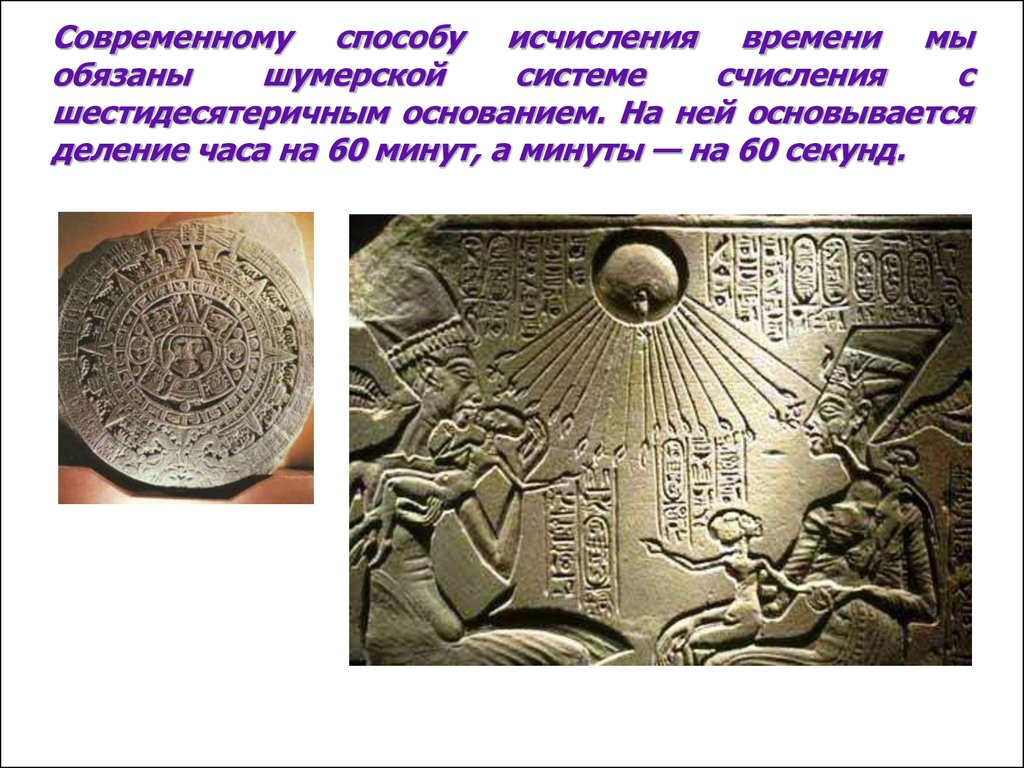 Современному способу исчисления времени мы
обязаны шумерской системе счисления с
шестидесятеричным основанием. На ней основывается
деление часа на 60 минут, а минуты — на 60 секунд.